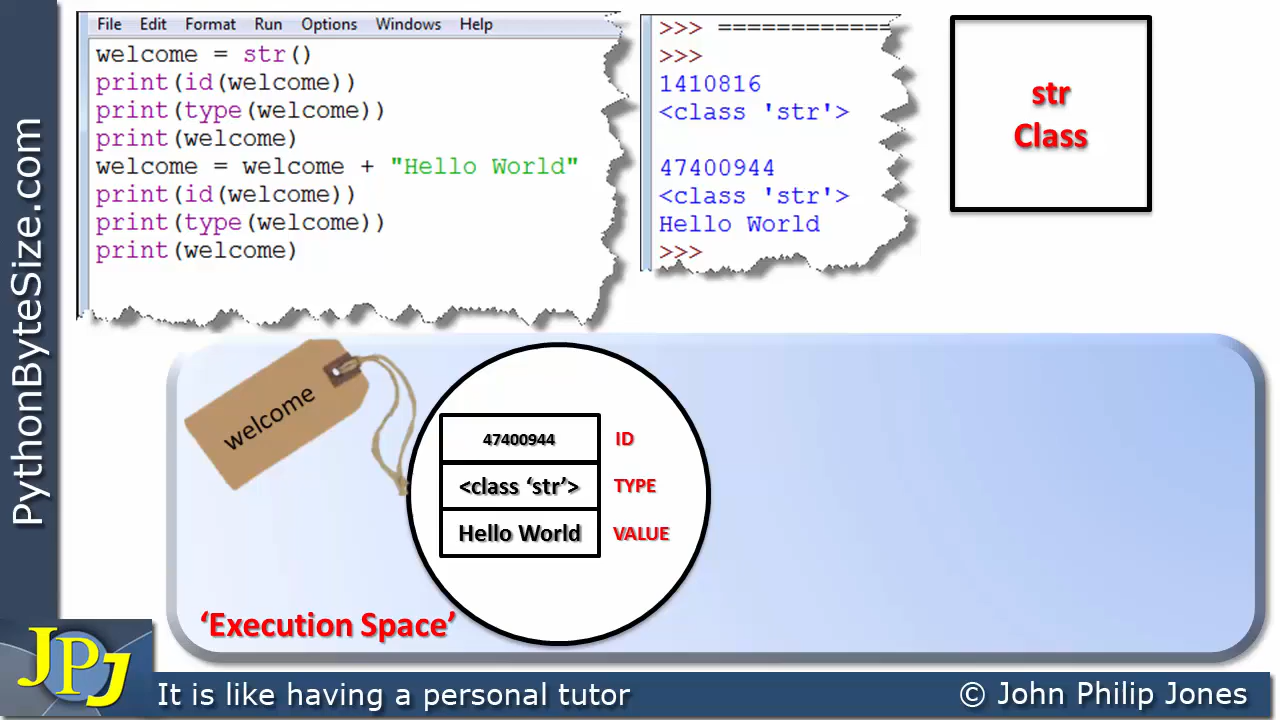 File Edit Format Run Options Windows Help
welcome = str()
print(id(welcome))
print(type(welcome))
print(welcome)
welcome = welcome + "Hello World"
print(id(welcome))
print(type(welcome))
print(welcome)
>>> ============
>>>
1410816
<class 'str'>
47400944
<class 'str'>
Hello World
>>>
str
Class
PythonByteSize.com
welcome
47400944 ID
<class ‘str’> TYPE
Hello World VALUE
‘Execution Space’
JPJ
It is like having a personal tutor
© John Philip Jones